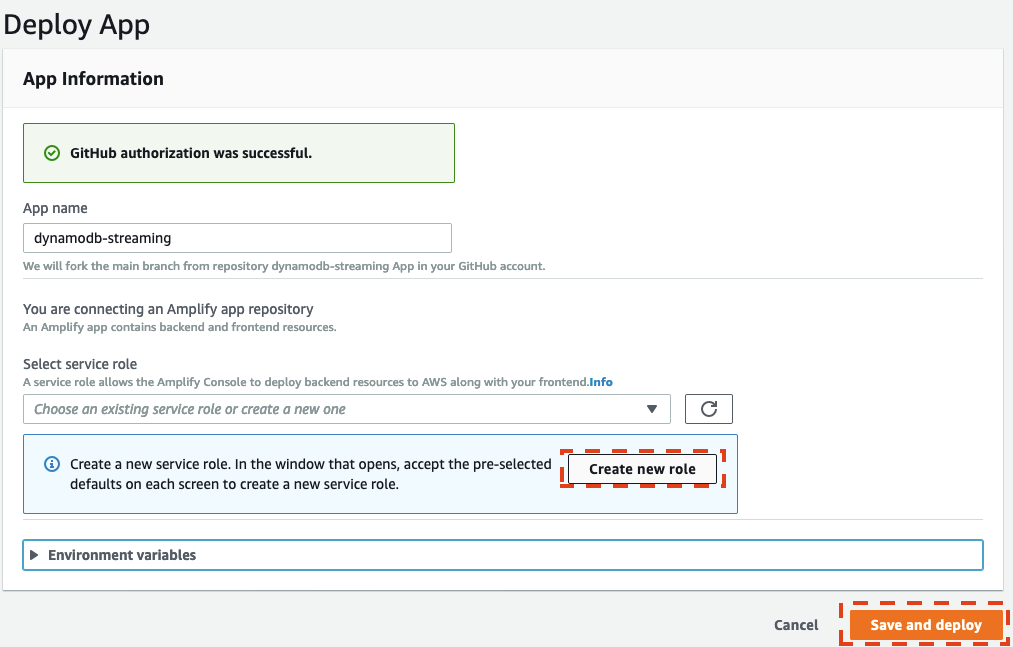 Deploy App
App Information
GitHub authorization was successful.
App name
dynamodb-streaming
We will fork the main branch from repository dynamodb-streaming App in your GitHub account.
You are connecting an Amplify app repository
An Amplify app contains backend and frontend resources.
Select service role
A service role allows the Amplify Console to deploy backend resources to AWS along with your frontend.Info
Choose an existing service role or create a new one
Create a new service role. In the window that opens, accept the pre-selected
defaults on each screen to create a new service role.
Create new role
Environment variables
Cancel
Save and deploy